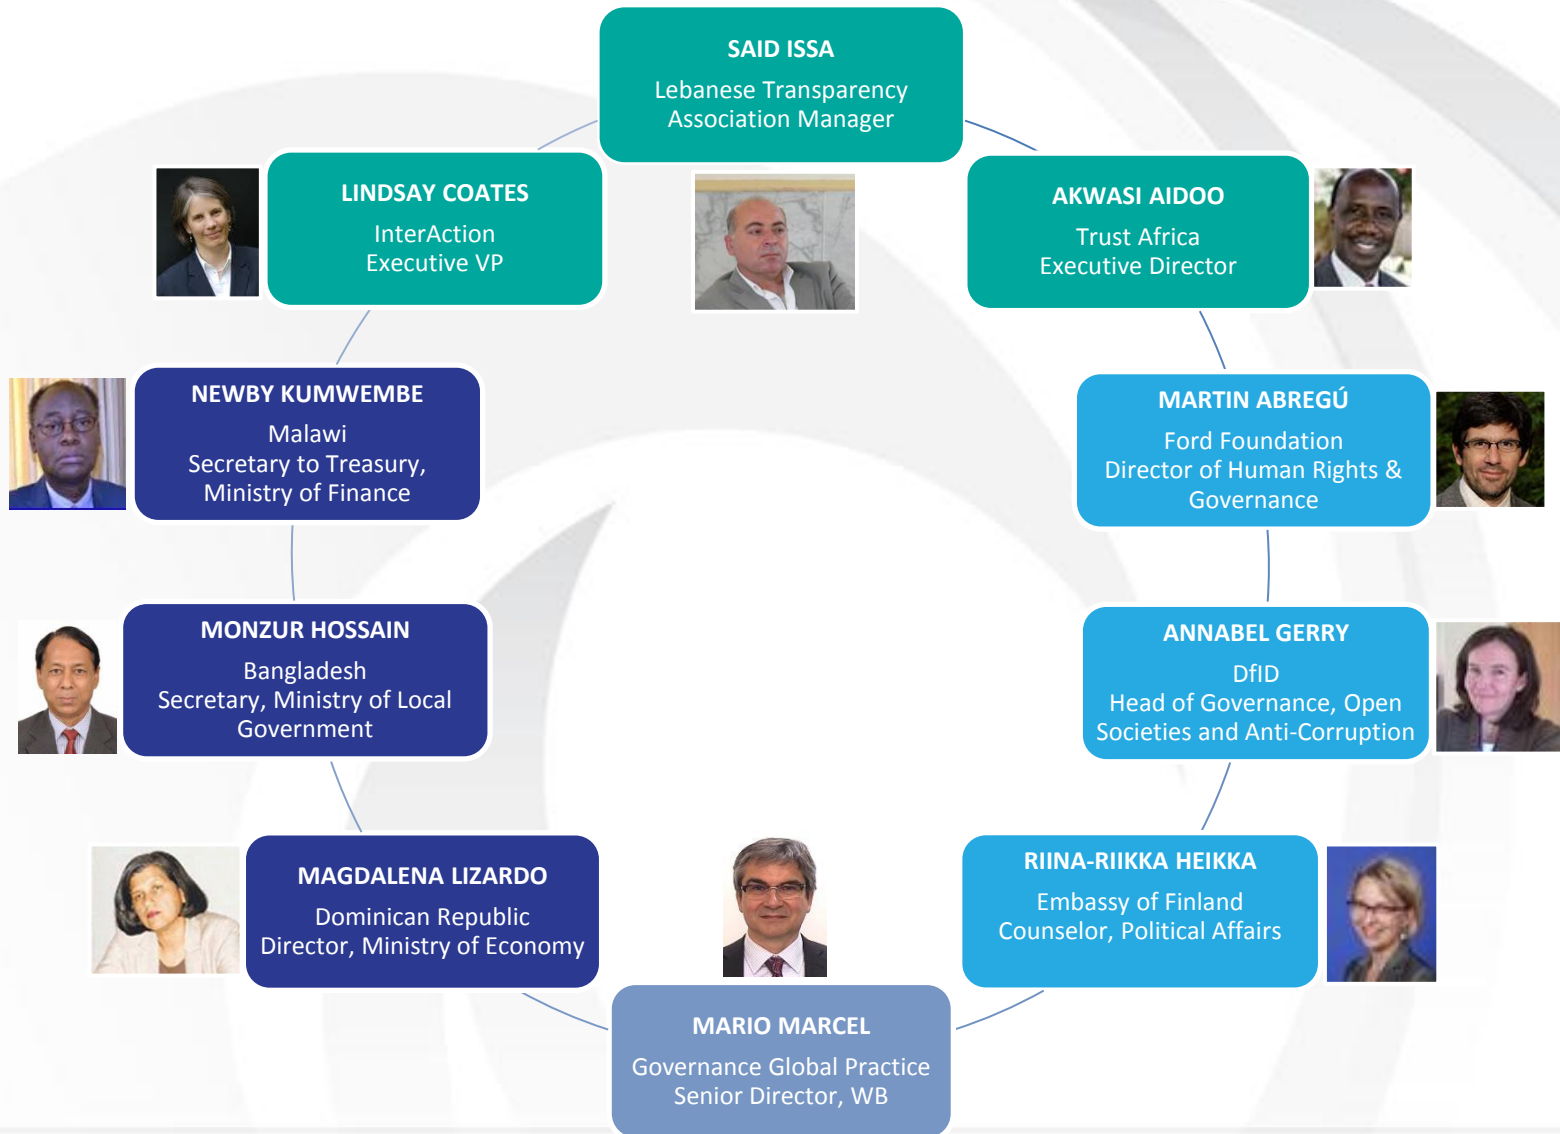 SAID ISSA
Lebanese Transparency
Association Manager
LINDSAY COATES
InterAction
Executive VP
AKWASI AIDOO
Trust Africa
Executive Director
NEWBY KUMWEMBE
Malawi
Secretary to Treasury,
Ministry of Finance
MARTIN ABREGÚ
Ford Foundation
Director of Human Rights &
Governance
MONZUR HOSSAIN
Bangladesh
Secretary, Ministry of Local
Government
ANNABEL GERRY
DfID
Head of Governance, Open
Societies and Anti-Corruption
MAGDALENA LIZARDO
Dominican Republic
Director, Ministry of Economy
RIINA-RIIKKA HEIKKA
Embassy of Finland
Counselor, Political Affairs
MARIO MARCEL
Governance Global Practice
Senior Director, WB